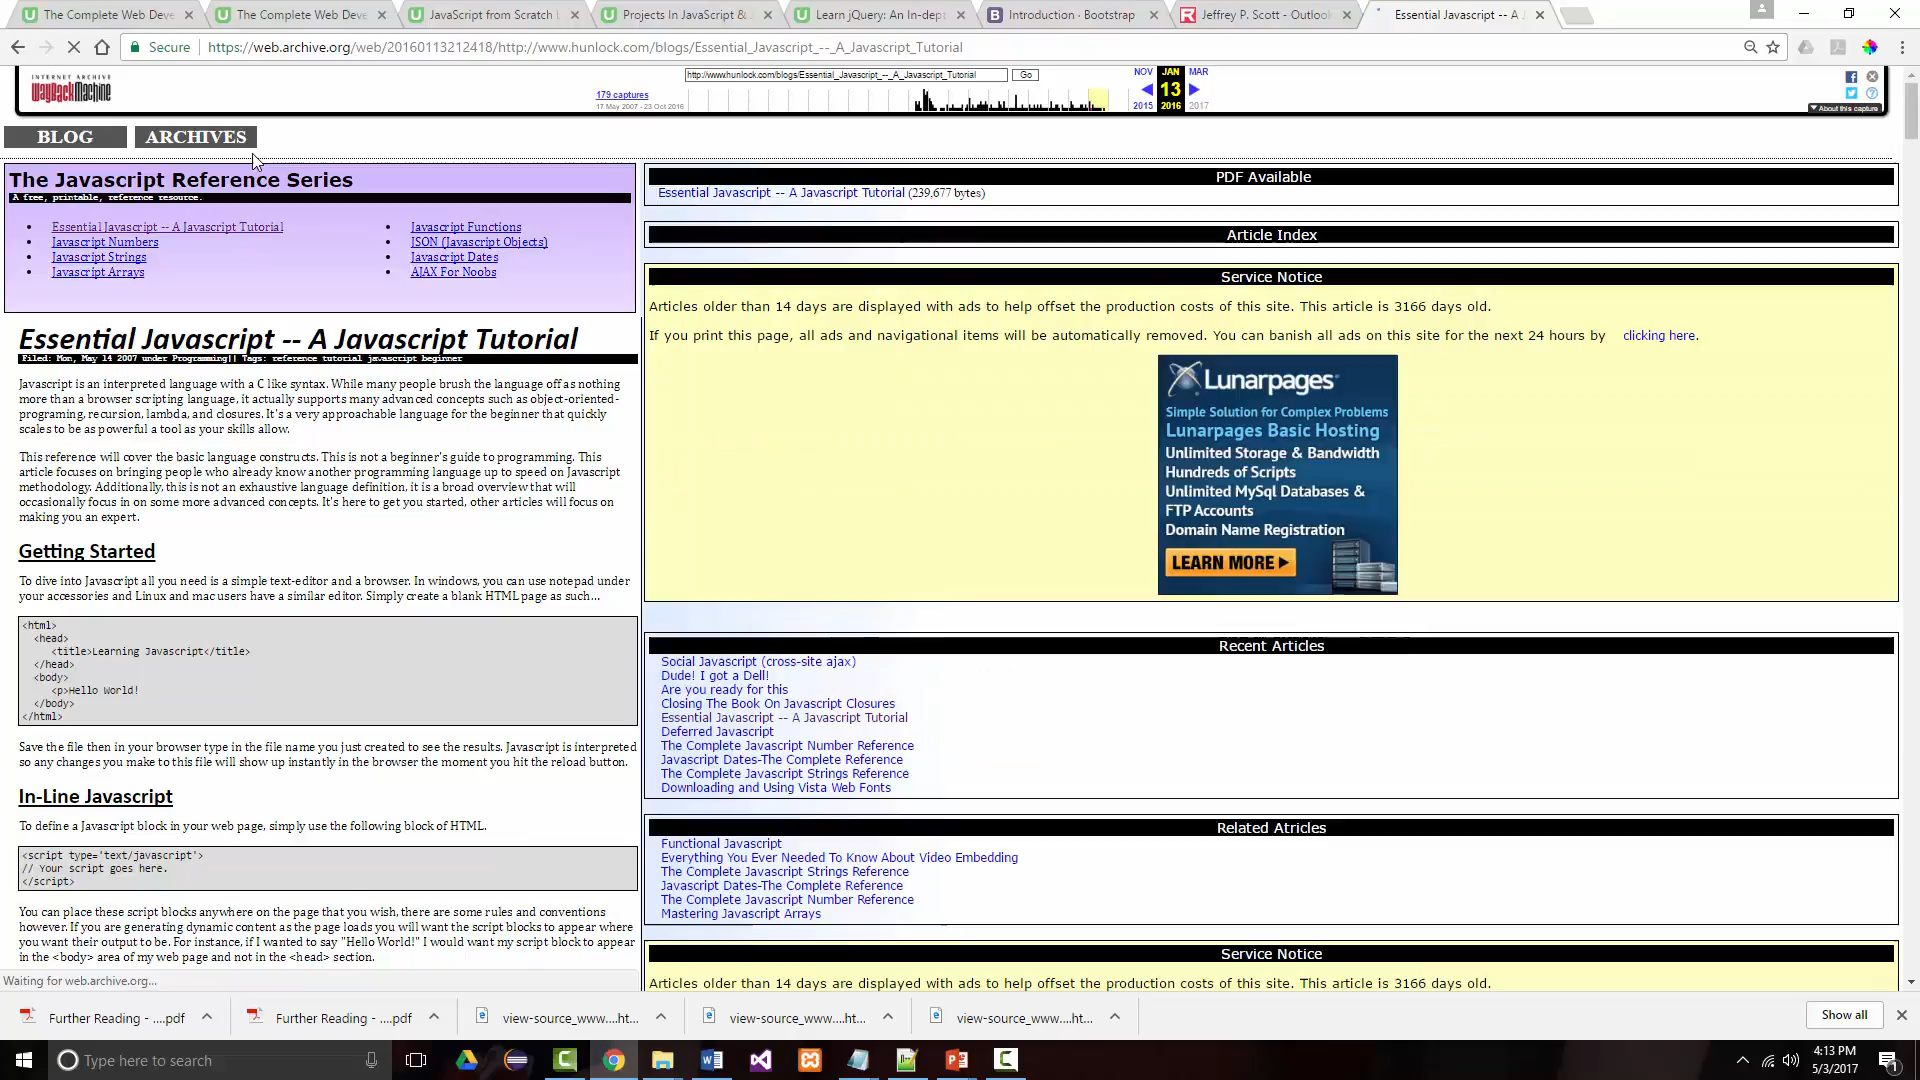 The Complete Web Deve
The Complete Web Deve
JavaScript from Scratch L
Projects In JavaScript &
Learn jQuery: An In-dept
Introduction · Bootstrap
Jeffrey P. Scott - Outlook
Essential Javascript -- A J
Secure
https://web.archive.org/web/20160113212418/http://www.hunlock.com/blogs/Essential_Javascript_--_A_Javascript_Tutorial
INTERNET ARCHIVE
WayBackMachine
http://www.hunlock.com/blogs/Essential_Javascript_--_A_Javascript_Tutorial
Go
179 captures
17 May 2007 - 23 Oct 2016
NOV JAN MAR
13
2015 2016 2017
About this capture
BLOG
ARCHIVES
The Javascript Reference Series
A free, printable, reference resource.
Essential Javascript -- A Javascript Tutorial
Javascript Numbers
Javascript Strings
Javascript Arrays
Javascript Functions
JSON (Javascript Objects)
Javascript Dates
AJAX For Noobs
Essential Javascript -- A Javascript Tutorial
Filed: Mon, May 14 2007 under Programming|| Tags: reference tutorial javascript beginner
Javascript is an interpreted language with a C like syntax. While many people brush the language off as nothing
more than a browser scripting language, it actually supports many advanced concepts such as object-oriented-
programing, recursion, lambda, and closures. It's a very approachable language for the beginner that quickly
scales to be as powerful a tool as your skills allow.
This reference will cover the basic language constructs. This is not a beginner's guide to programming. This
article focuses on bringing people who already know another programming language up to speed on Javascript
methodology. Additionally, this is not an exhaustive language definition, it is a broad overview that will
occasionally focus in on some more advanced concepts. It's here to get you started, other articles will focus on
making you an expert.
Getting Started
To dive into Javascript all you need is a simple text-editor and a browser. In windows, you can use notepad under
your accessories and Linux and mac users have a similar editor. Simply create a blank HTML page as such...
<html>
<head>
<title>Learning Javascript</title>
</head>
<body>
<p>Hello World!
</body>
</html>
Save the file then in your browser type in the file name you just created to see the results. Javascript is interpreted
so any changes you make to this file will show up instantly in the browser the moment you hit the reload button.
In-Line Javascript
To define a Javascript block in your web page, simply use the following block of HTML.
<script type='text/javascript'>
// Your script goes here.
</script>
You can place these script blocks anywhere on the page that you wish, there are some rules and conventions
however. If you are generating dynamic content as the page loads you will want the script blocks to appear where
you want their output to be. For instance, if I wanted to say "Hello World!" I would want my script block to appear
in the <body> area of my web page and not in the <head> section.
Waiting for web.archive.org...
PDF Available
Essential Javascript -- A Javascript Tutorial (239,677 bytes)
Article Index
Service Notice
Articles older than 14 days are displayed with ads to help offset the production costs of this site. This article is 3166 days old.
If you print this page, all ads and navigational items will be automatically removed. You can banish all ads on this site for the next 24 hours by clicking here.
Lunarpages
Simple Solution for Complex Problems
Lunarpages Basic Hosting
Unlimited Storage & Bandwidth
Hundreds of Scripts
Unlimited MySql Databases &
FTP Accounts
Domain Name Registration
LEARN MORE
Recent Articles
Social Javascript (cross-site ajax)
Dude! I got a Dell!
Are you ready for this
Closing The Book On Javascript Closures
Essential Javascript -- A Javascript Tutorial
Deferred Javascript
The Complete Javascript Number Reference
Javascript Dates-The Complete Reference
The Complete Javascript Strings Reference
Downloading and Using Vista Web Fonts
Related Atricles
Functional Javascript
Everything You Ever Needed To Know About Video Embedding
The Complete Javascript Strings Reference
Javascript Dates-The Complete Reference
The Complete Javascript Number Reference
Mastering Javascript Arrays
Service Notice
Articles older than 14 days are displayed with ads to help offset the production costs of this site. This article is 3166 days old.
Further Reading - ....pdf
Further Reading - ....pdf
view-source_www....ht...
view-source_www....ht...
view-source_www....ht...
Show all
Type here to search
4:13 PM
5/3/2017